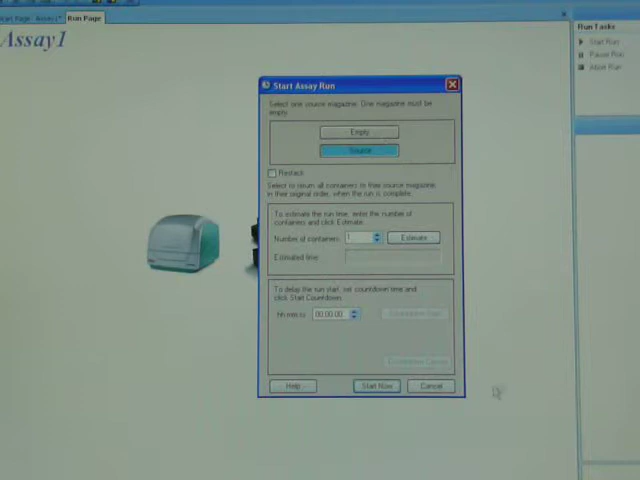 Start Page
Assay1*
Run Page
Assay1
Run Tasks
Start Run
Pause Run
Abort Run
Start Assay Run
Select one source magazine. One magazine must be
empty.
Empty
Source
Restack
Select to return all containers to their source magazine
in their original order, when the run is complete.
To estimate the run time, enter the number of
containers and click Estimate.
Number of containers: 1
Estimate
Estimated time:
To delay the run start, set countdown time and
click Start Countdown.
hh:mm:ss 00:00:00
Help
Start Now
Cancel